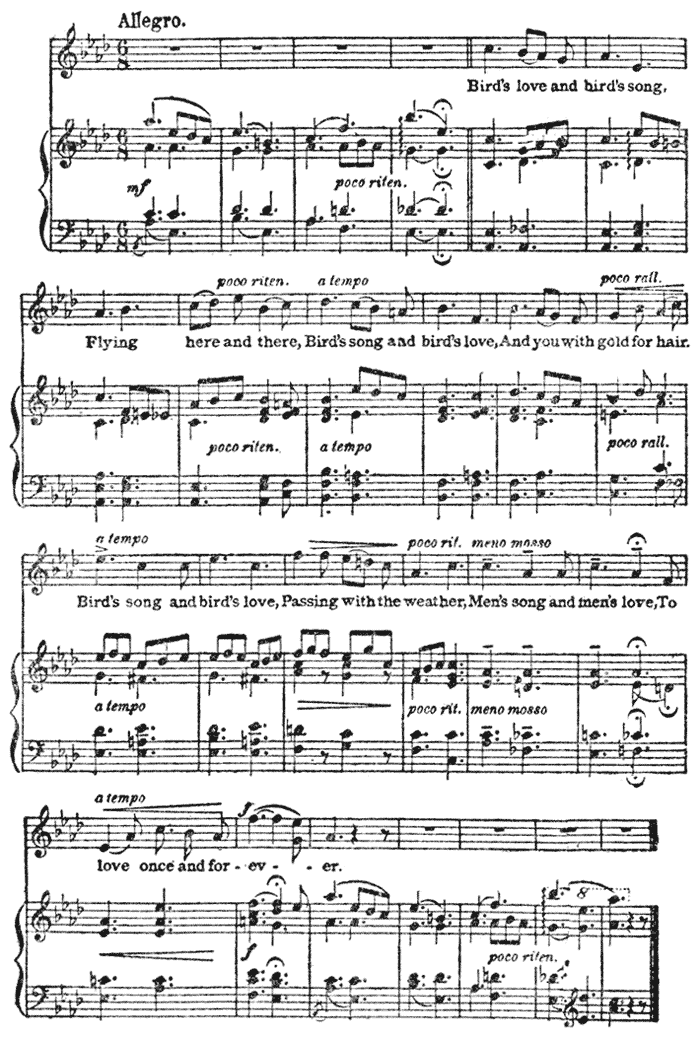 Allegro.
Bird's love and bird's song,
mf
poco riten.
poco riten. a tempo poco rall.
Flying here and there, Bird's song and bird's love, And you with gold for hair.
poco riten. a tempo poco rall.
a tempo poco rit. meno mosso
Bird's song and bird's love, Passing with the weather, Men's song and men's love, To
a tempo poco rit. meno mosso
a tempo f
love once and for - ev - - er.
f poco riten.
8